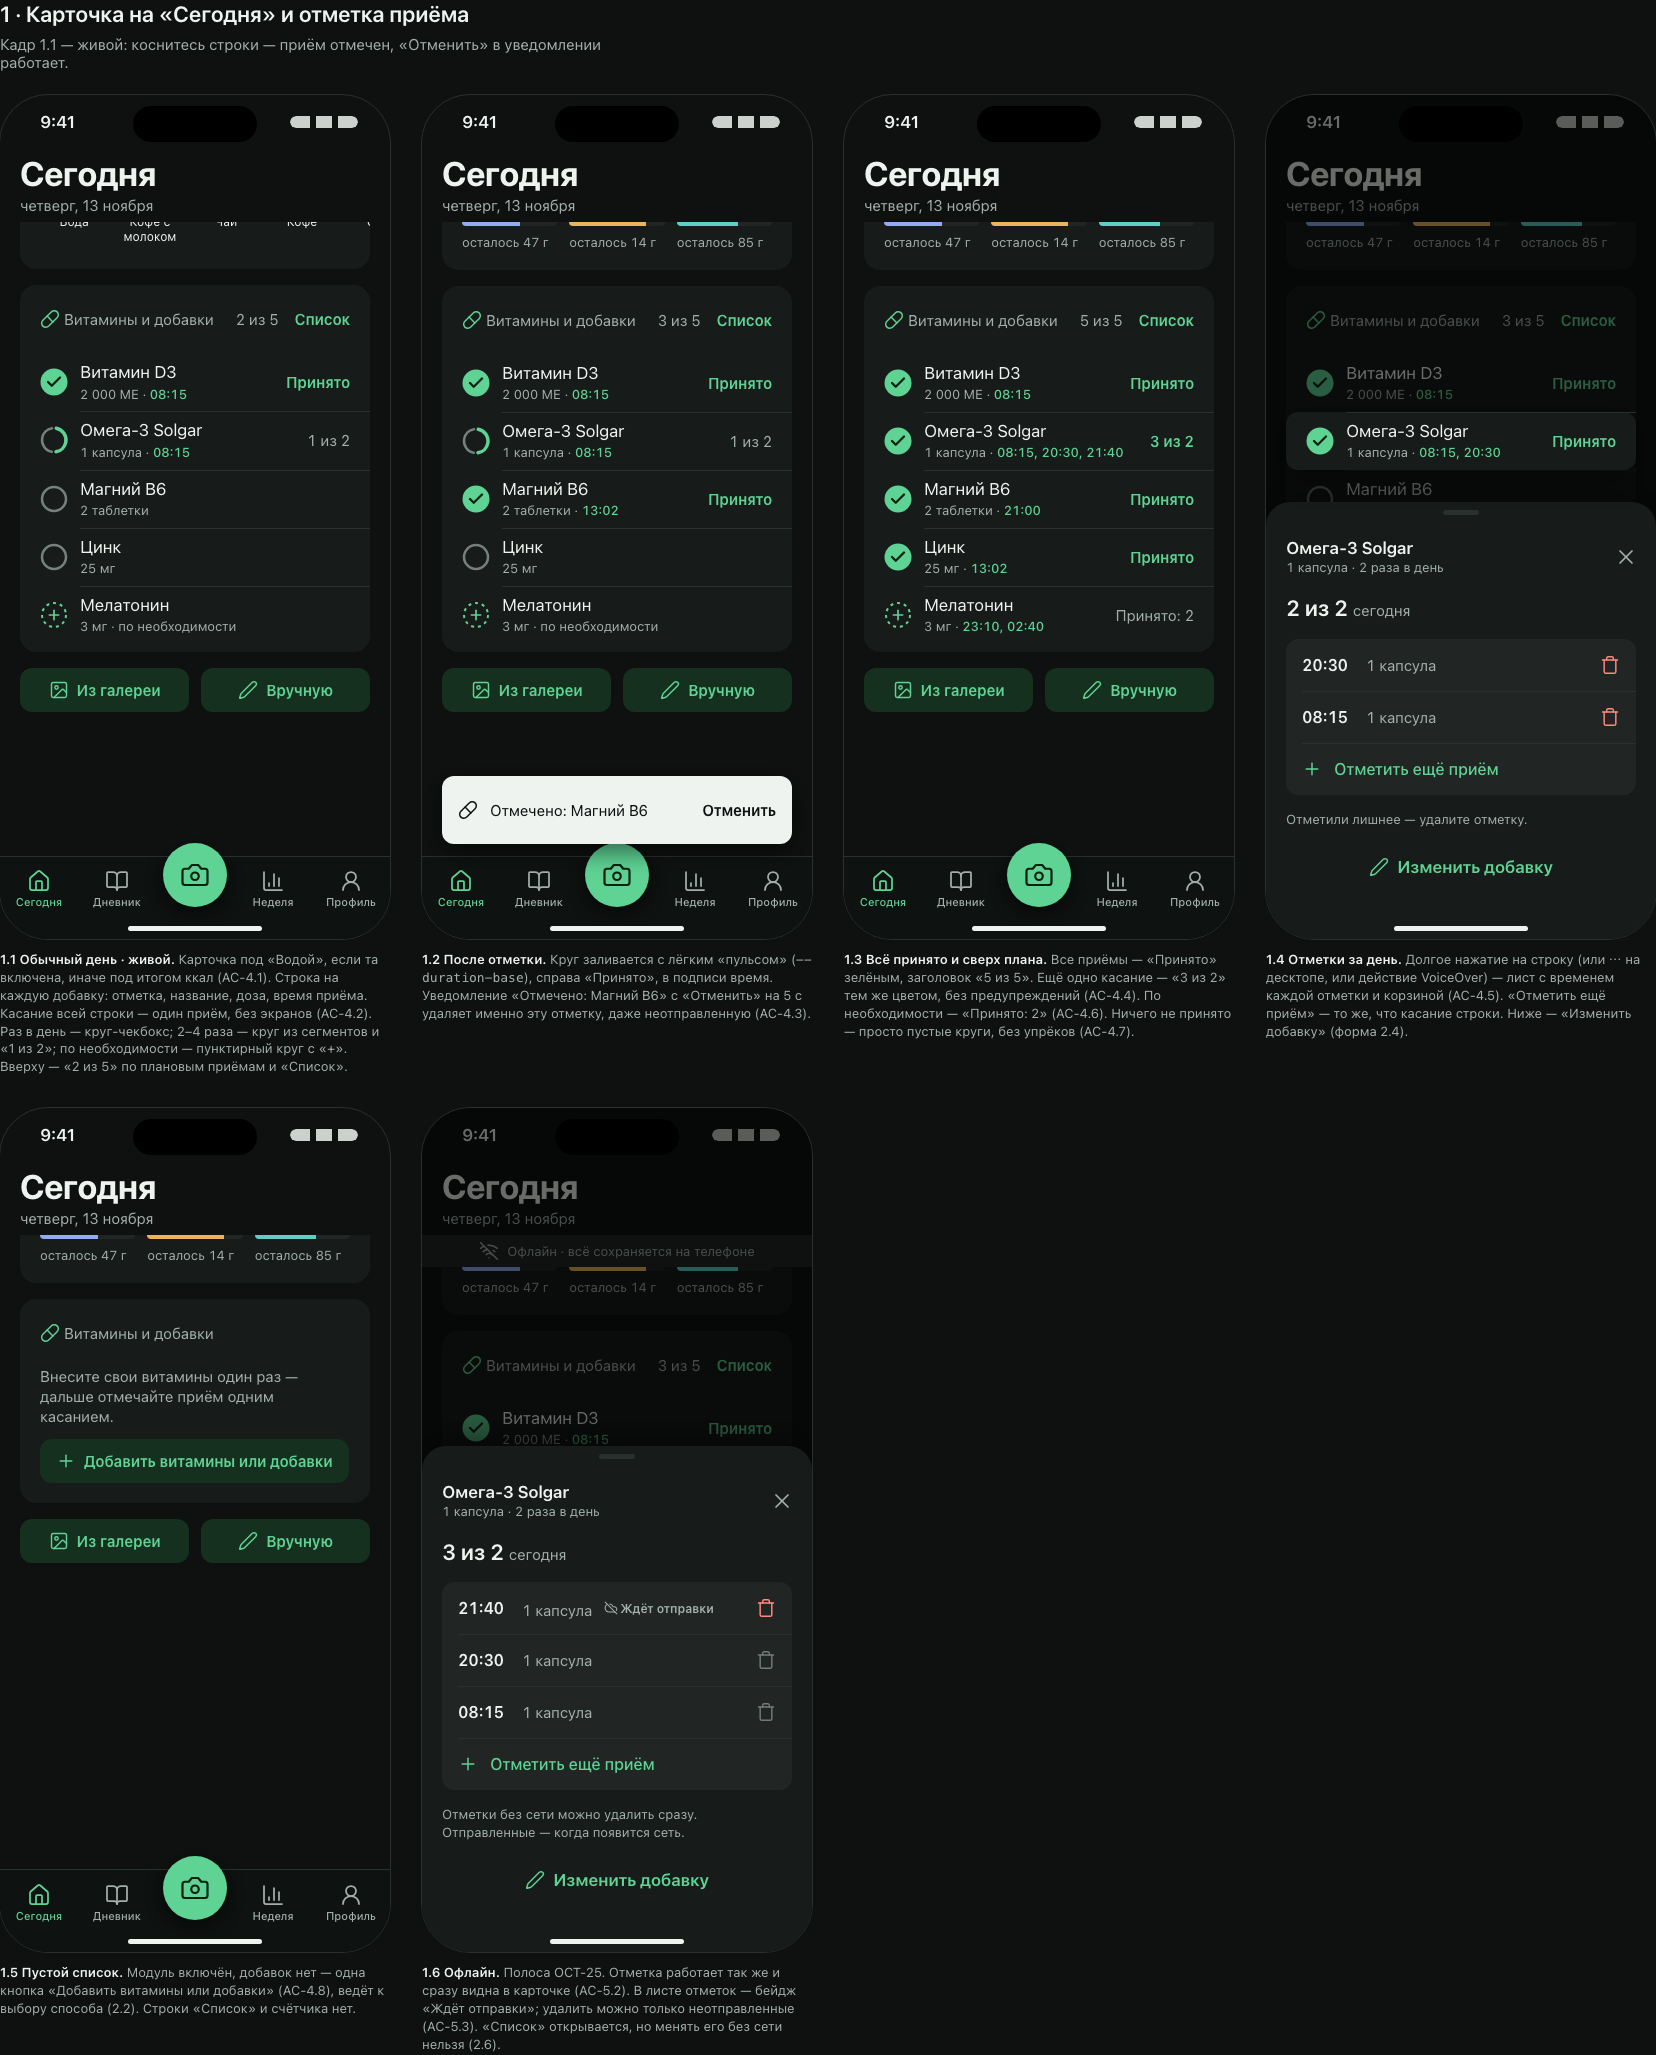 1 · Карточка на «Сегодня» и отметка приёма
Кадр 1.1 — живой: коснитесь строки — приём отмечен, «Отменить» в уведомлении
работает.
9:41
Сегодня
четверг, 13 ноября
Вода
Кофе с
молоком
Чай
Кофе
Витамины и добавки
2 из 5
Список
Витамин D3
2 000 МЕ · 08:15
Принято
Омега-3 Solgar
1 капсула · 08:15
1 из 2
Магний B6
2 таблетки
Цинк
25 мг
Мелатонин
3 мг · по необходимости
Из галереи
Вручную
Сегодня
Дневник
Неделя
Профиль
1.1 Обычный день · живой. Карточка под «Водой», если та
включена, иначе под итогом ккал (АС-4.1). Строка на
каждую добавку: отметка, название, доза, время приёма.
Касание всей строки — один приём, без экранов (АС-4.2).
Раз в день — круг-чекбокс; 2–4 раза — круг из сегментов и
«1 из 2»; по необходимости — пунктирный круг с «+».
Вверху — «2 из 5» по плановым приёмам и «Список».
9:41
Сегодня
четверг, 13 ноября
осталось 47 г
осталось 14 г
осталось 85 г
Витамины и добавки
3 из 5
Список
Витамин D3
2 000 МЕ · 08:15
Принято
Омега-3 Solgar
1 капсула · 08:15
1 из 2
Магний B6
2 таблетки · 13:02
Принято
Цинк
25 мг
Мелатонин
3 мг · по необходимости
Из галереи
Вручную
Отмечено: Магний B6
Отменить
Сегодня
Дневник
Неделя
Профиль
1.2 После отметки. Круг заливается с лёгким «пульсом» (--
duration-base), справа «Принято», в подписи время.
Уведомление «Отмечено: Магний B6» с «Отменить» на 5 с
удаляет именно эту отметку, даже неотправленную (АС-4.3).
9:41
Сегодня
четверг, 13 ноября
осталось 47 г
осталось 14 г
осталось 85 г
Витамины и добавки
5 из 5
Список
Витамин D3
2 000 МЕ · 08:15
Принято
Омега-3 Solgar
1 капсула · 08:15, 20:30, 21:40
3 из 2
Магний B6
2 таблетки · 21:00
Принято
Цинк
25 мг · 13:02
Принято
Мелатонин
3 мг · 23:10, 02:40
Принято: 2
Из галереи
Вручную
Сегодня
Дневник
Неделя
Профиль
1.3 Всё принято и сверх плана. Все приёмы — «Принято»
зелёным, заголовок «5 из 5». Ещё одно касание — «3 из 2»
тем же цветом, без предупреждений (АС-4.4). По
необходимости — «Принято: 2» (АС-4.6). Ничего не принято
— просто пустые круги, без упрёков (АС-4.7).
9:41
Сегодня
четверг, 13 ноября
осталось 47 г
осталось 14 г
осталось 85 г
Витамины и добавки
3 из 5
Список
Витамин D3
2 000 МЕ · 08:15
Принято
Омега-3 Solgar
1 капсула · 08:15, 20:30
Принято
Магний B6
Омега-3 Solgar
1 капсула · 2 раза в день
2 из 2 сегодня
20:30
1 капсула
08:15
1 капсула
Отметить ещё приём
Отметили лишнее — удалите отметку.
Изменить добавку
1.4 Отметки за день. Долгое нажатие на строку (или ··· на
десктопе, или действие VoiceOver) — лист с временем
каждой отметки и корзиной (АС-4.5). «Отметить ещё
приём» — то же, что касание строки. Ниже — «Изменить
добавку» (форма 2.4).
9:41
Сегодня
четверг, 13 ноября
осталось 47 г
осталось 14 г
осталось 85 г
Витамины и добавки
Внесите свои витамины один раз —
дальше отмечайте приём одним
касанием.
Добавить витамины или добавки
Из галереи
Вручную
Сегодня
Дневник
Неделя
Профиль
1.5 Пустой список. Модуль включён, добавок нет — одна
кнопка «Добавить витамины или добавки» (АС-4.8), ведёт к
выбору способа (2.2). Строки «Список» и счётчика нет.
9:41
Сегодня
четверг, 13 ноября
Офлайн · всё сохраняется на телефоне
осталось 47 г
осталось 14 г
осталось 85 г
Витамины и добавки
3 из 5
Список
Витамин D3
2 000 МЕ · 08:15
Принято
Омега-3 Solgar
1 капсула · 2 раза в день
3 из 2 сегодня
21:40
1 капсула
Ждёт отправки
20:30
1 капсула
08:15
1 капсула
Отметить ещё приём
Отметки без сети можно удалить сразу.
Отправленные — когда появится сеть.
Изменить добавку
1.6 Офлайн. Полоса ОСТ-25. Отметка работает так же и
сразу видна в карточке (АС-5.2). В листе отметок — бейдж
«Ждёт отправки»; удалить можно только неотправленные
(АС-5.3). «Список» открывается, но менять его без сети
нельзя (2.6).